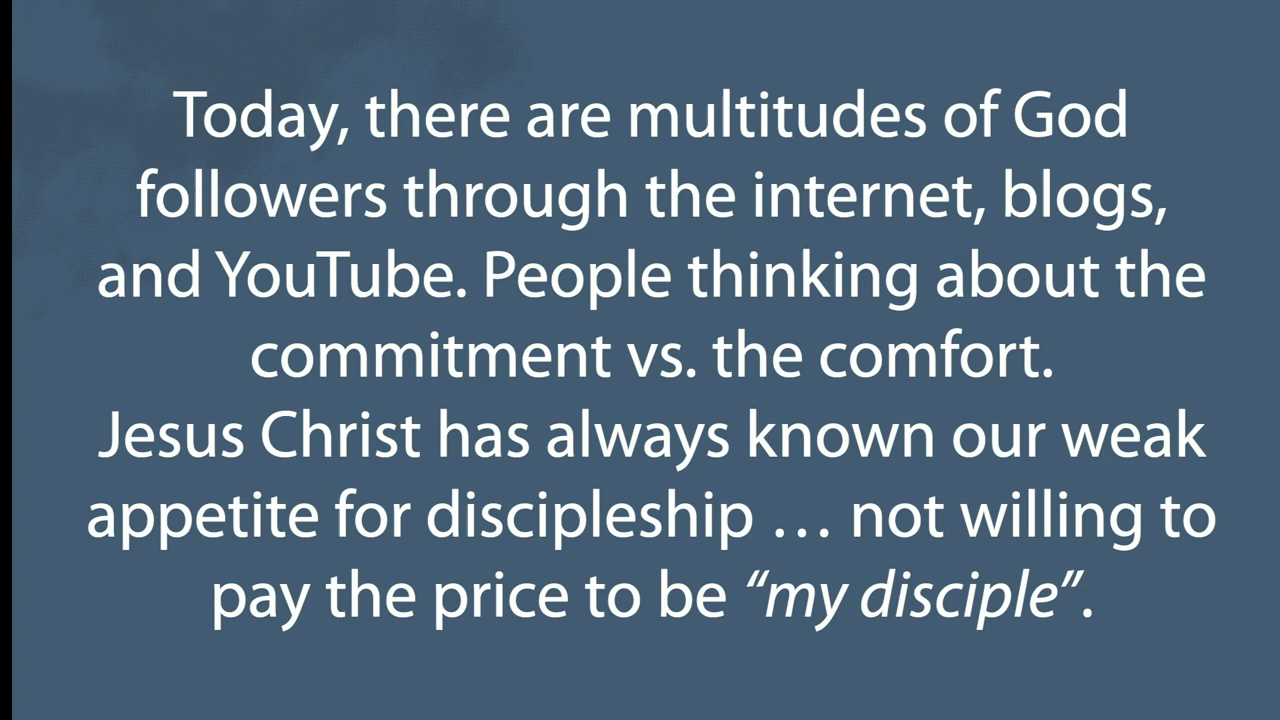 Today, there are multitudes of God
followers through the internet, blogs,
and YouTube. People thinking about the
commitment vs. the comfort.
Jesus Christ has always known our weak
appetite for discipleship … not willing to
pay the price to be “my disciple”.